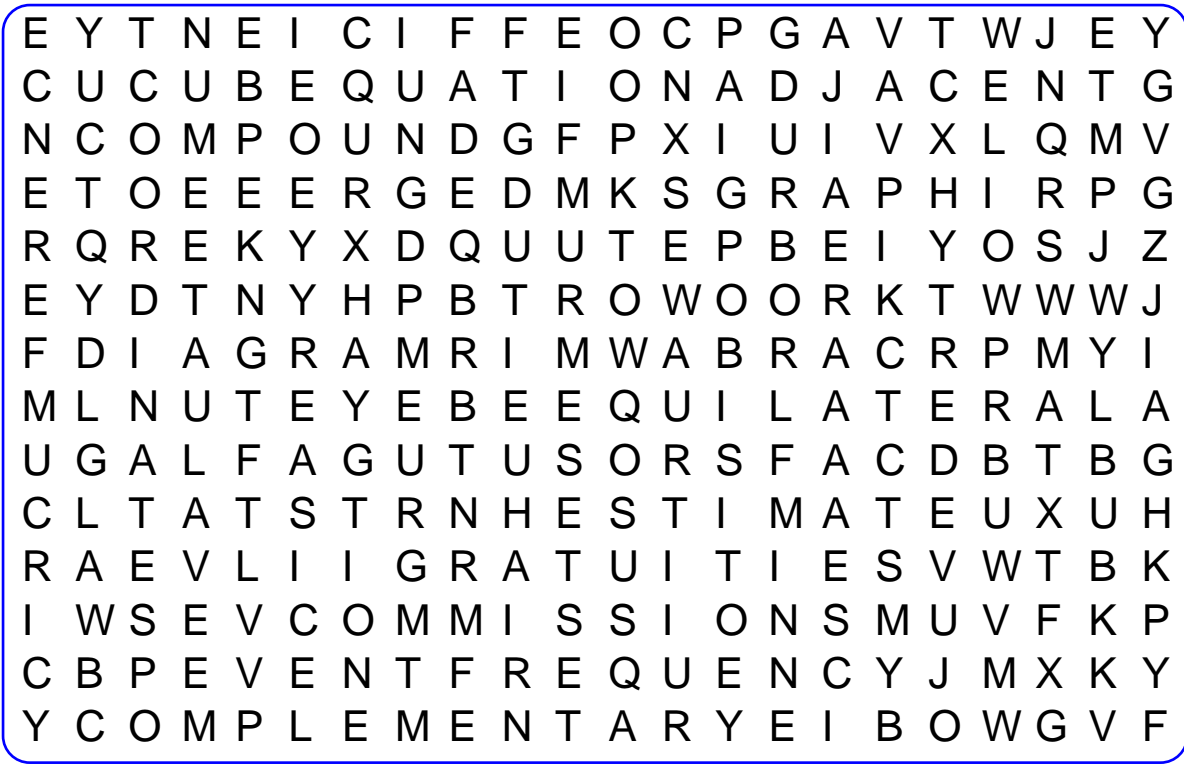 E Y T N E I C I F F E O C P G A V T W J E Y
C U C U B E Q U A T I O N A D J A C E N T G
N C O M P O U N D G F P X I U I V X L Q M V
E T O E E E R G E D M K S G R A P H I R P G
R Q R E K Y X D Q U U T E P B E I Y O S J Z
E Y D T N Y H P B T R O W O O R K T W W W J
F D I A G R A M R I M W A B R A C R P M Y I
M L N U T E Y E B E E Q U I L A T E R A L A
U G A L F A G U T U S O R S F A C D B T B G
C L T A T S T R N H E S T I M A T E U X U H
R A E V L I I G R A T U I T I E S V W T B K
I W S E V C O M M I S S I O N S M U V F K P
C B P E V E N T F R E Q U E N C Y J M X K Y
Y C O M P L E M E N T A R Y E I B O W G V F